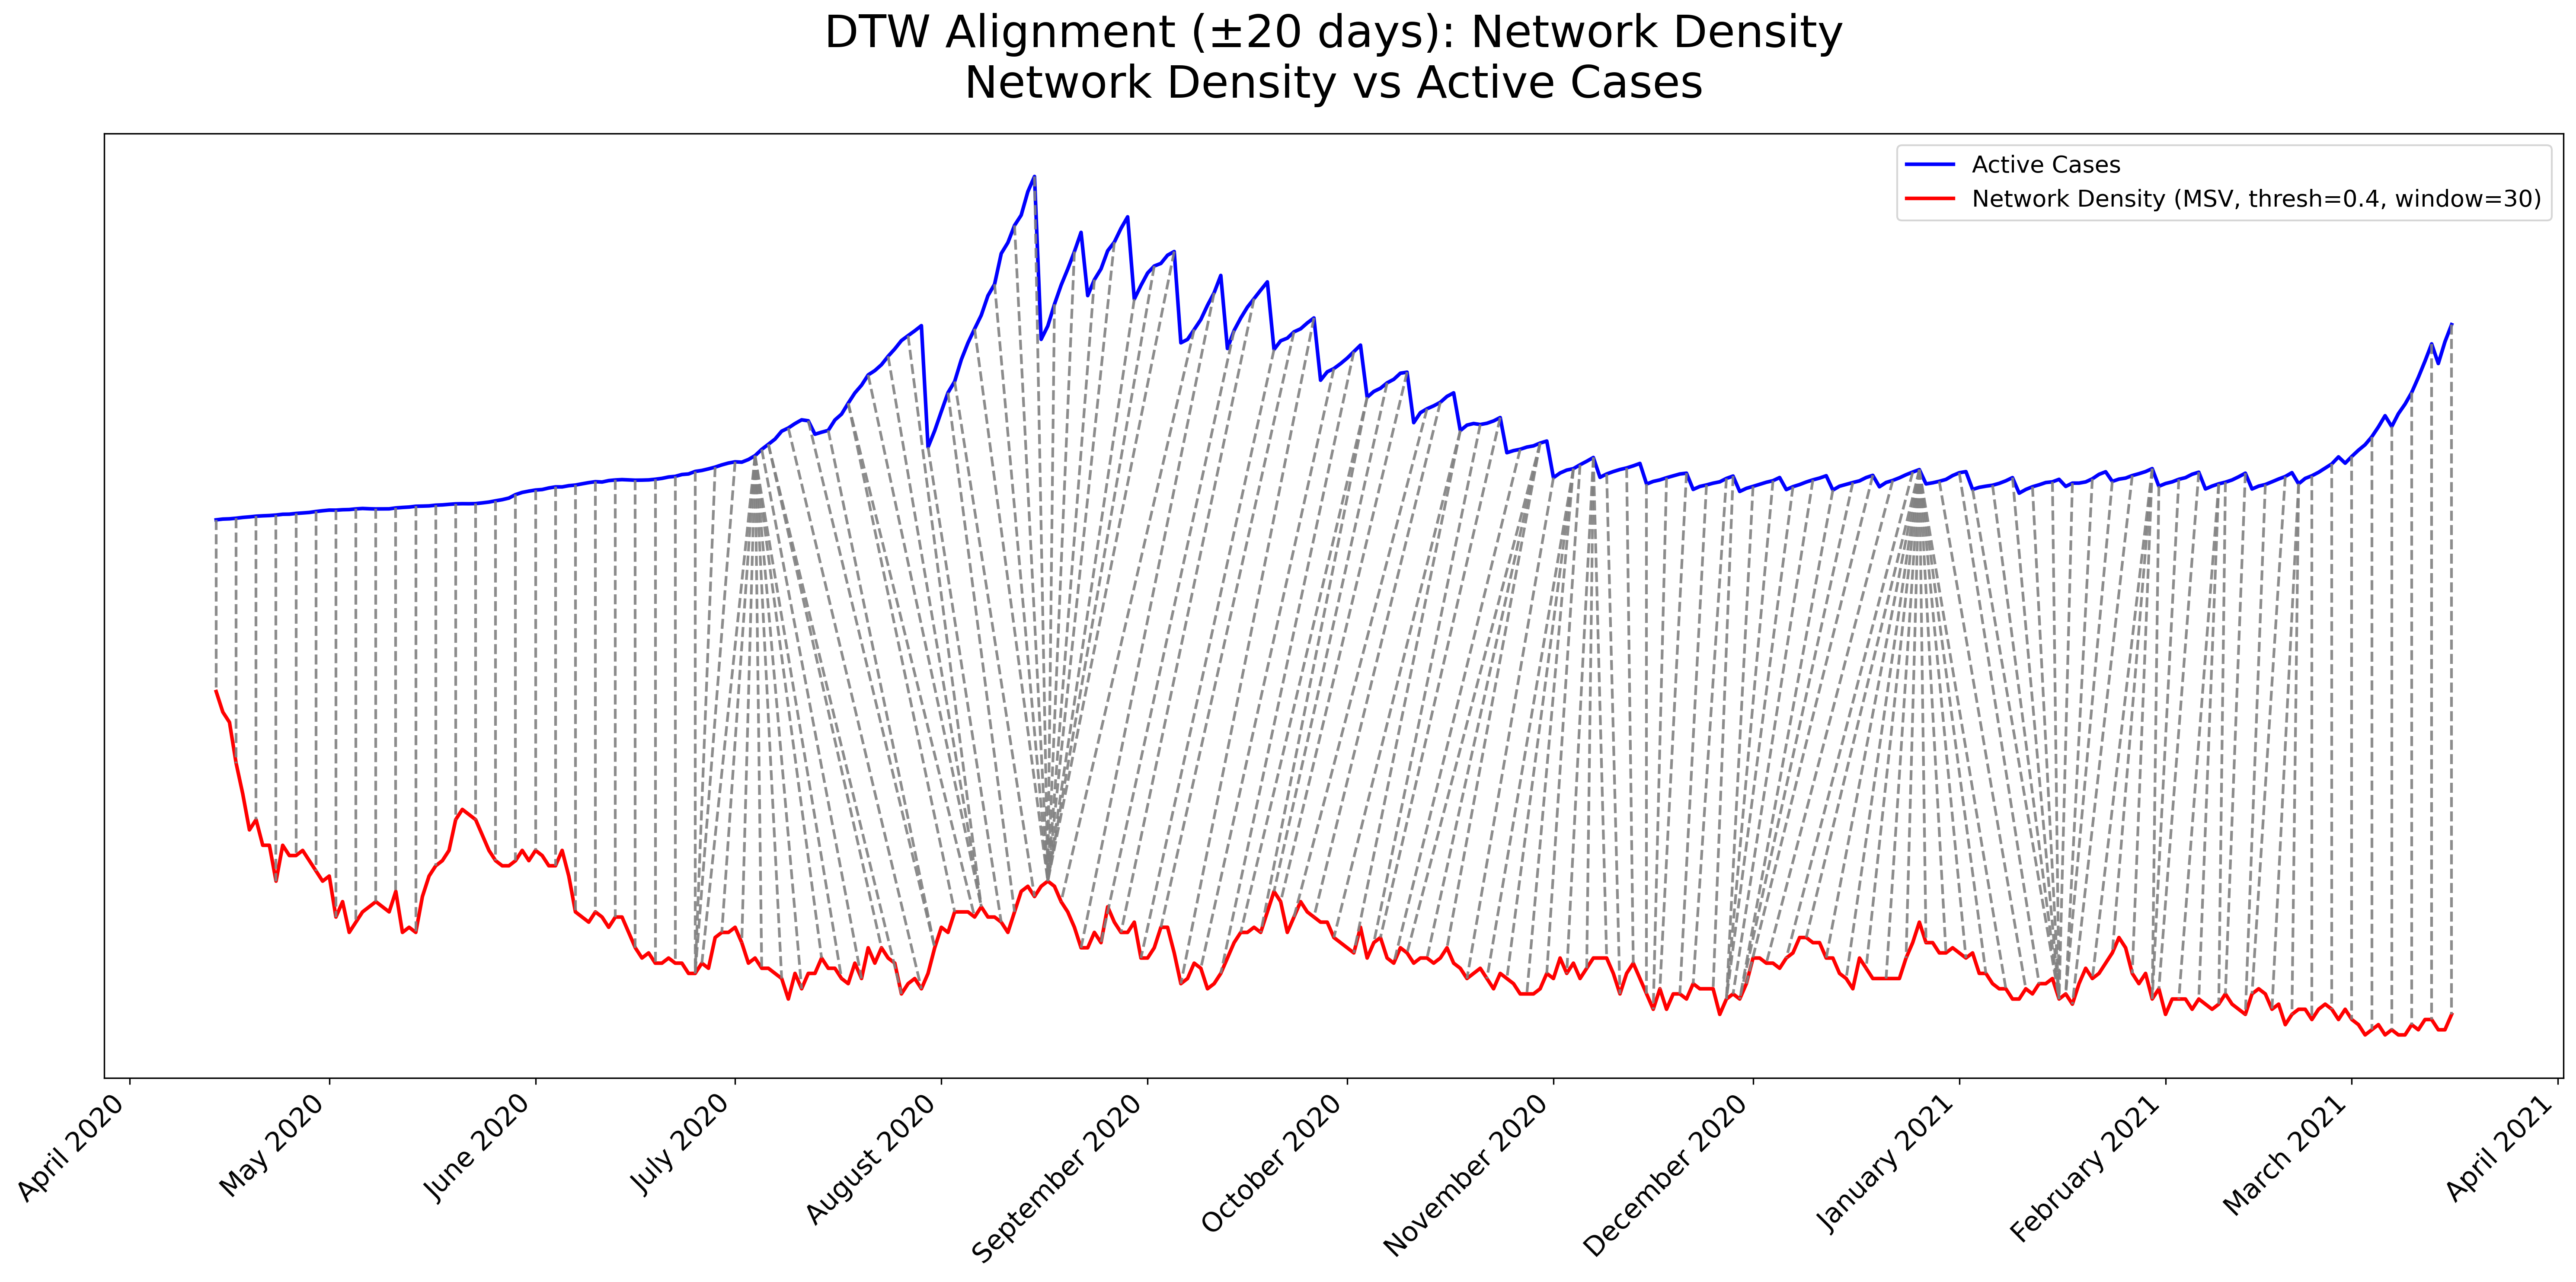 DTW Alignment (±20 days): Network Density
Network Density vs Active Cases
Active Cases
Network Density (MSV, thresh=0.4, window=30)
April 2020
May 2020
June 2020
July 2020
August 2020
September 2020
October 2020
November 2020
December 2020
January 2021
February 2021
March 2021
April 2021